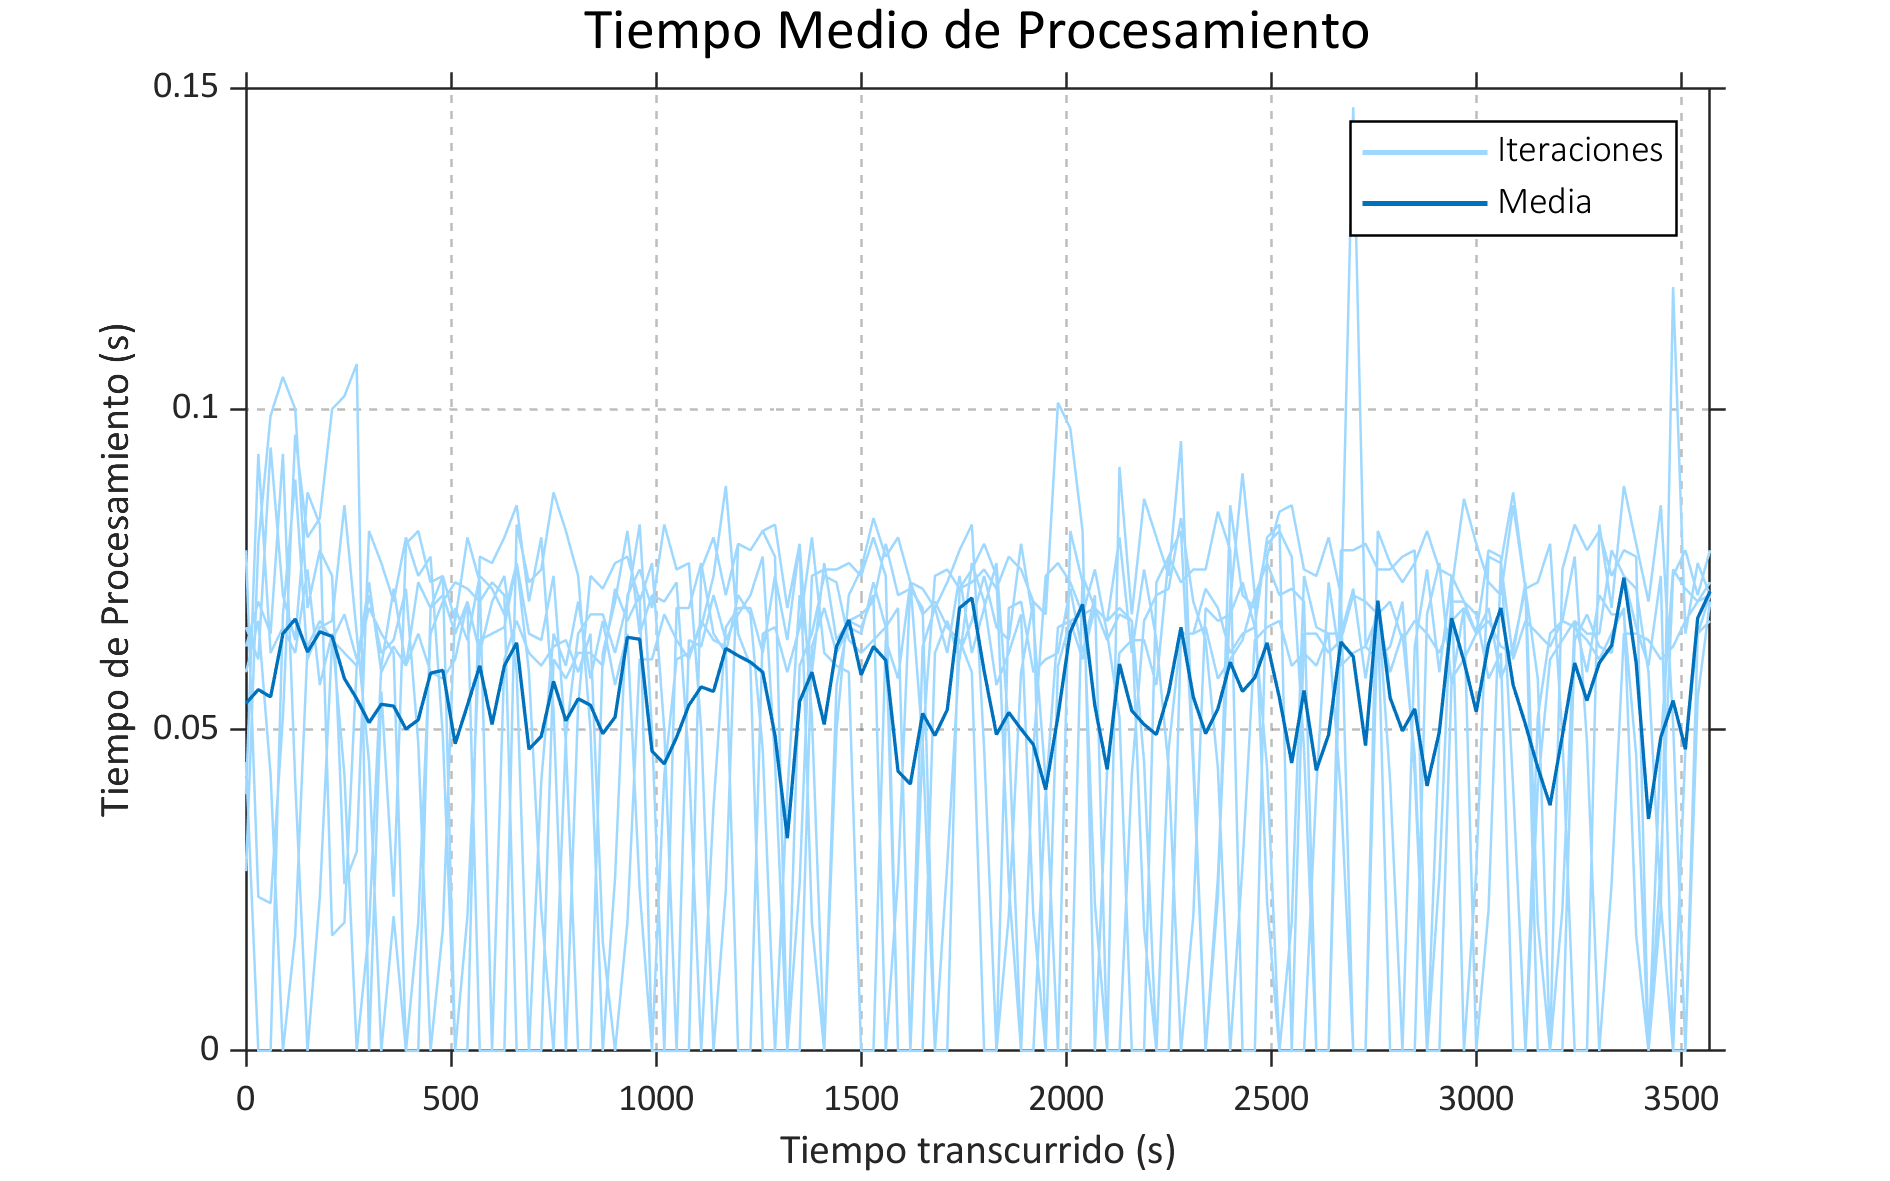 Tiempo Medio de Procesamiento
0.15
Iteraciones
Media
0.1
0.05
0
Tiempo de Procesamiento (s)
0 500 1000 1500 2000 2500 3000 3500
Tiempo transcurrido (s)